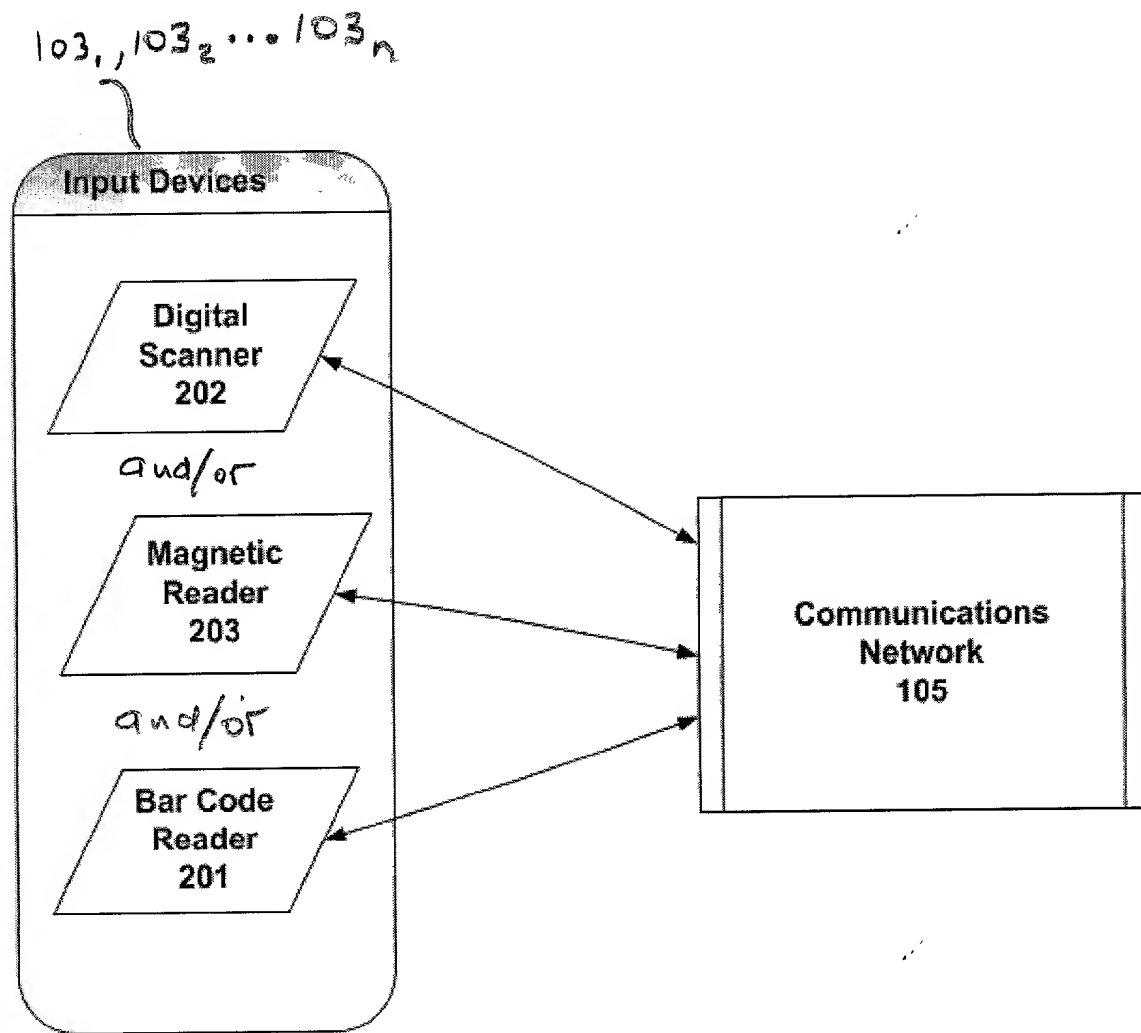 103₁, 103₂ ... 103ₙ
Input Devices
Digital
Scanner
202
and/or
Magnetic
Reader
203
and/or
Bar Code
Reader
201
Communications
Network
105